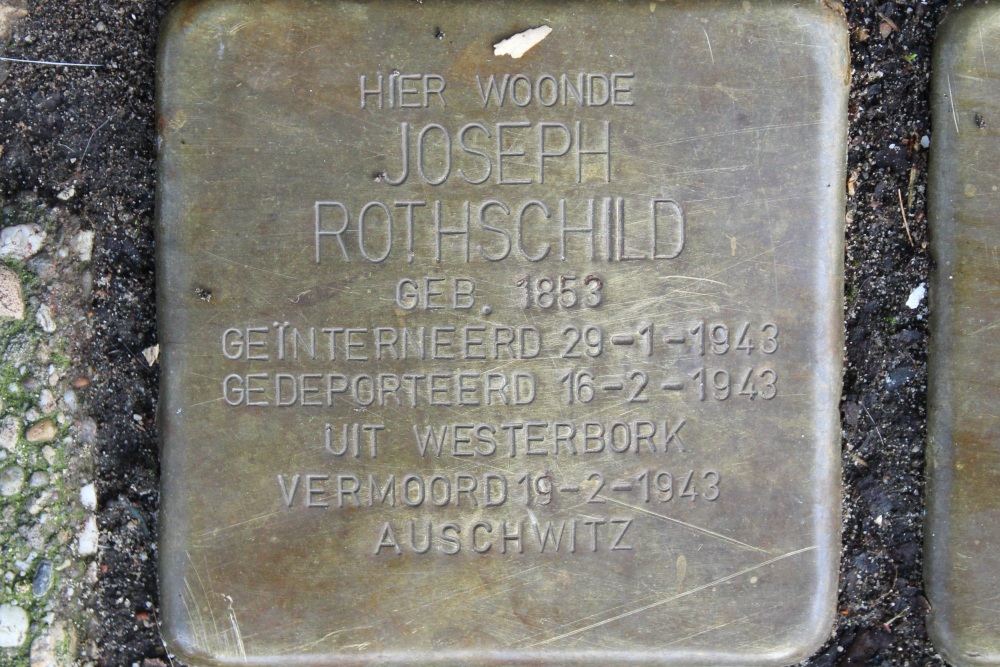 HIER WOONDE
JOSEPH
ROTHSCHILD
GEB. 1853
GEÏNTERNEERD 29-1-1943
GEDEPORTEERD 16-2-1943
UIT WESTERBORK
VERMOORD 19-2-1943
AUSCHWITZ